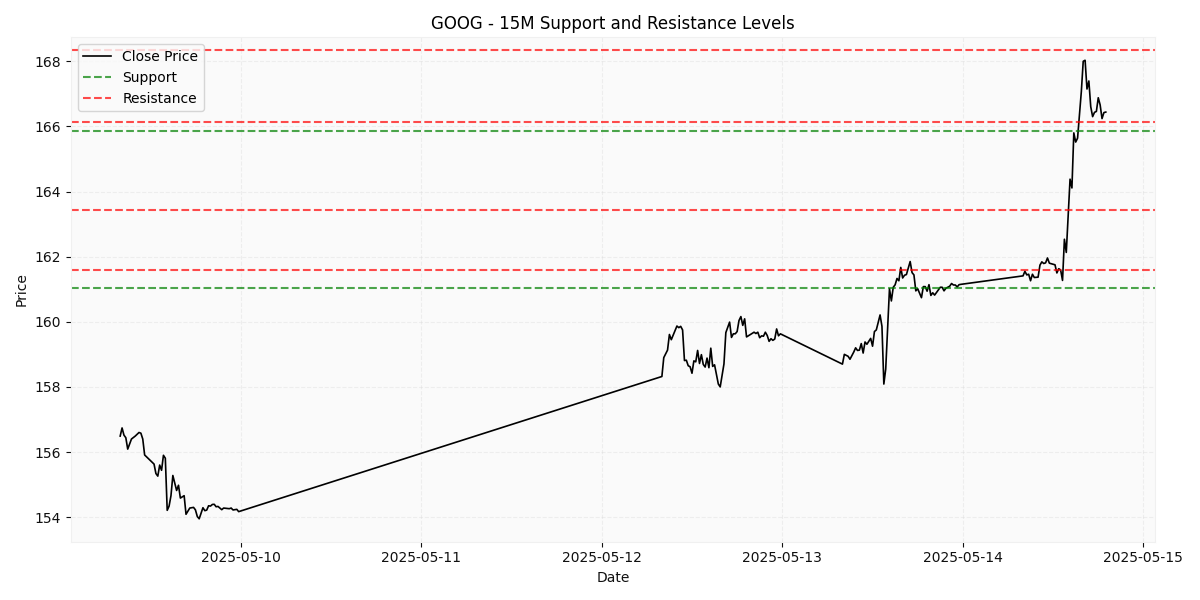 GOOG - 15M Support and Resistance Levels
Close Price
Support
Resistance
168
166
164
162
160
158
156
154
Price
2025-05-10
2025-05-11
2025-05-12
2025-05-13
2025-05-14
2025-05-15
Date